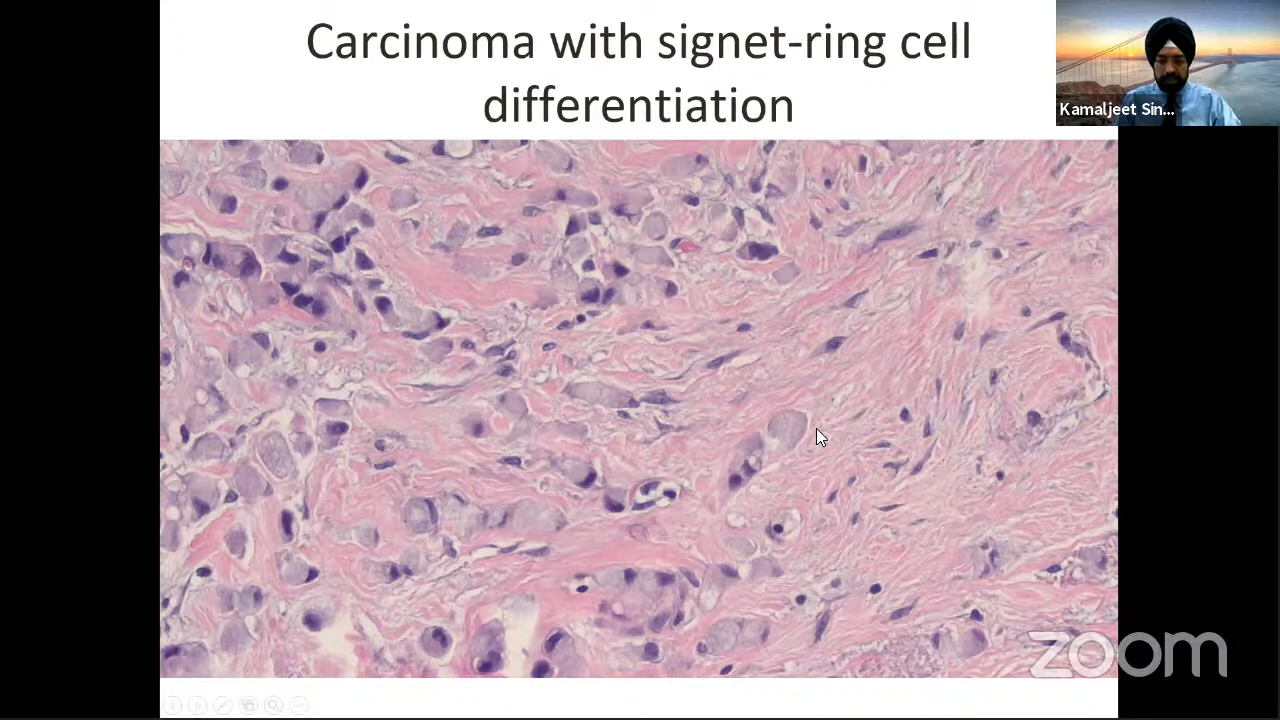 Carcinoma with signet-ring cell
differentiation
Kamaljeet Sin...
zoom